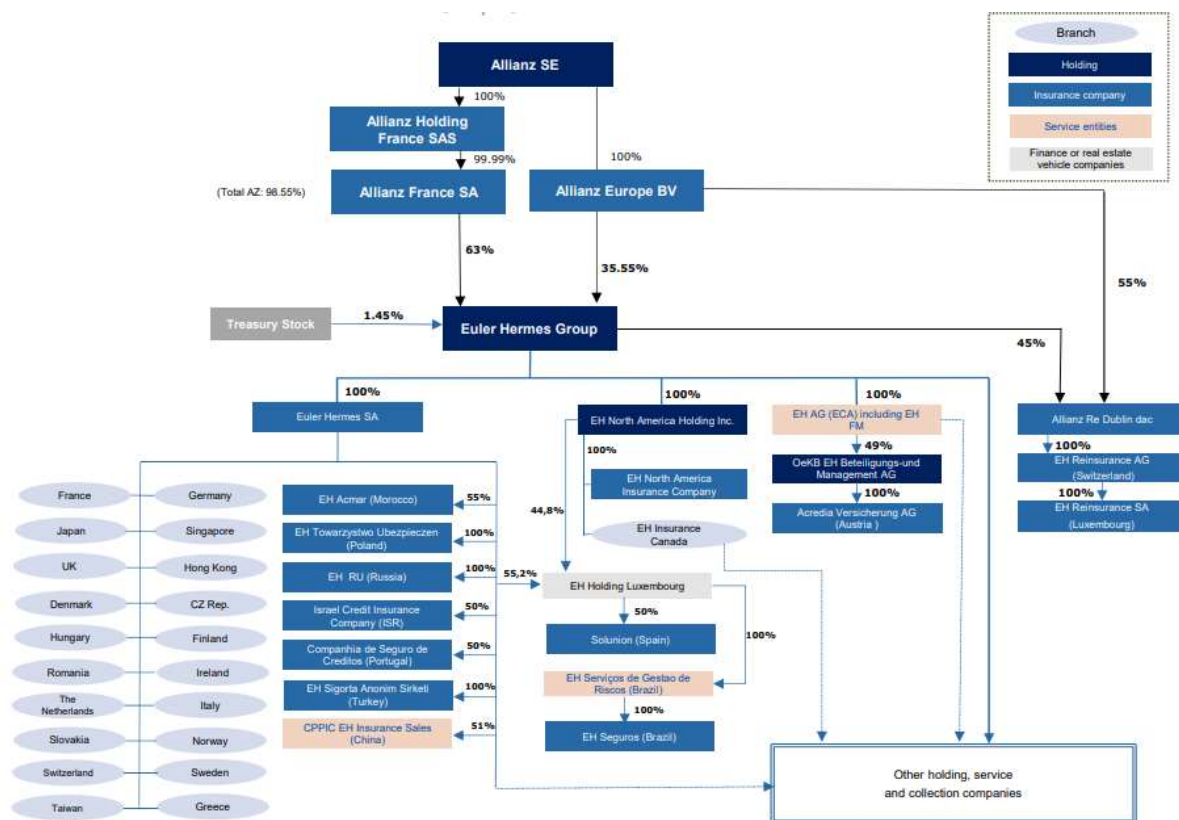 Branch
Holding
Insurance company
Service entities
Finance or real estate
vehicle companies
Allianz SE
100%
Allianz Holding
France SAS
99.99%
100%
(Total AZ: 98.55%)
Allianz France SA
Allianz Europe BV
63%
35.55%
55%
Treasury Stock
1.45%
Euler Hermes Group
45%
100%
100%
100%
Euler Hermes SA
EH North America Holding Inc.
EH AG (ECA) including EH
FM
Allianz Re Dublin dac
100%
49%
100%
EH North America
Insurance Company
OeKB EH Beteiligungs-und
Management AG
EH Reinsurance AG
(Switzerland)
100%
100%
Acredia Versicherung AG
(Austria )
EH Reinsurance SA
(Luxembourg)
44,8%
EH Insurance
Canada
France
Germany
Japan
Singapore
UK
Hong Kong
Denmark
CZ Rep.
Hungary
Finland
Romania
Ireland
The
Netherlands
Italy
Slovakia
Norway
Switzerland
Sweden
Taiwan
Greece
EH Acmar (Morocco)
55%
EH Towarzystwo Ubezpieczen
(Poland)
100%
EH RU (Russia)
100%
55,2%
Israel Credit Insurance
Company (ISR)
50%
Companhia de Seguro de
Creditos (Portugal)
50%
EH Sigorta Anonim Sirketi
(Turkey)
100%
CPPIC EH Insurance Sales
(China)
51%
EH Holding Luxembourg
50%
100%
Solunion (Spain)
EH Serviços de Gestao de
Riscos (Brazil)
100%
EH Seguros (Brazil)
Other holding, service
and collection companies